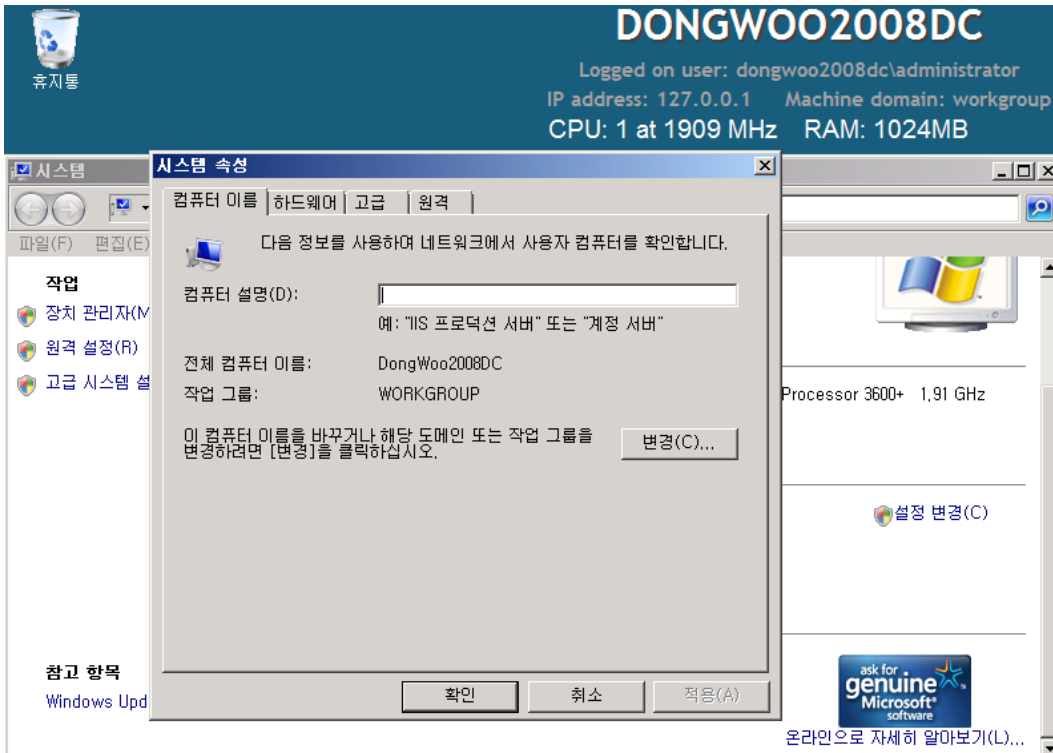 DONGWOO2008DC
휴지통
Logged on user: dongwoo2008dc\administrator
IP address: 127.0.0.1 Machine domain: workgroup
CPU: 1 at 1909 MHz RAM: 1024MB
시스템
시스템 속성
컴퓨터 이름 하드웨어 고급 원격
파일(F) 편집(E)
다음 정보를 사용하여 네트워크에서 사용자 컴퓨터를 확인합니다.
작업
컴퓨터 설명(D):
장치 관리자(M
예: "IIS 프로덕션 서버" 또는 "계정 서버"
원격 설정(R)
전체 컴퓨터 이름: DongWoo2008DC
고급 시스템 설
작업 그룹: WORKGROUP
Processor 3600+ 1,91 GHz
이 컴퓨터 이름을 바꾸거나 해당 도메인 또는 작업 그룹을
변경하려면 [변경]을 클릭하십시오.
변경(C)...
설정 변경(C)
참고 항목
Windows Upd
확인 취소 적용(A)
ask for
genuine
Microsoft*
software
온라인으로 자세히 알아보기(L)...